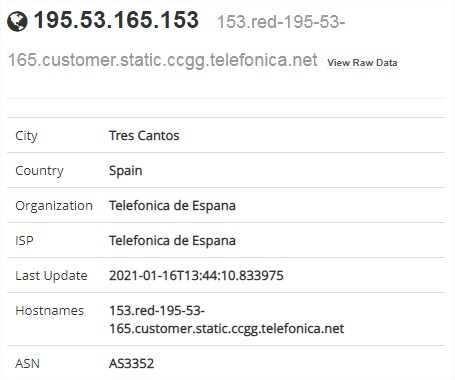 195.53.165.153 153.red-195-53-
165.customer.static.ccgg.telefonica.net View Raw Data
City Tres Cantos
Country Spain
Organization Telefonica de Espana
ISP Telefonica de Espana
Last Update 2021-01-16T13:44:10.833975
Hostnames 153.red-195-53-
165.customer.static.ccgg.telefonica.net
ASN AS3352